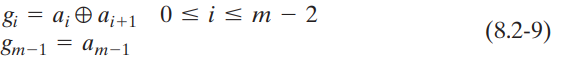 gᵢ = aᵢ ⊕ aᵢ₊₁    0 ≤ i ≤ m − 2
gₘ₋₁ = aₘ₋₁
(8.2-9)